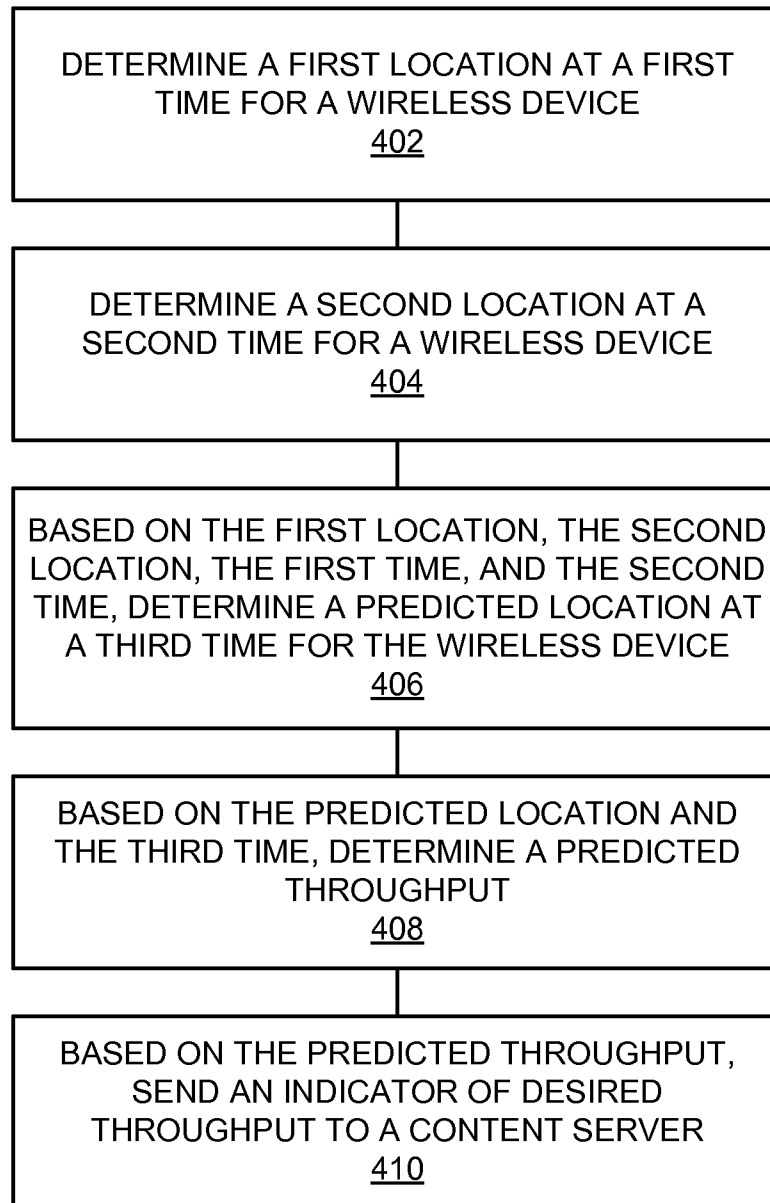 DETERMINE A FIRST LOCATION AT A FIRST
TIME FOR A WIRELESS DEVICE
402
DETERMINE A SECOND LOCATION AT A
SECOND TIME FOR A WIRELESS DEVICE
404
BASED ON THE FIRST LOCATION, THE SECOND
LOCATION, THE FIRST TIME, AND THE SECOND
TIME, DETERMINE A PREDICTED LOCATION AT
A THIRD TIME FOR THE WIRELESS DEVICE
406
BASED ON THE PREDICTED LOCATION AND
THE THIRD TIME, DETERMINE A PREDICTED
THROUGHPUT
408
BASED ON THE PREDICTED THROUGHPUT,
SEND AN INDICATOR OF DESIRED
THROUGHPUT TO A CONTENT SERVER
410